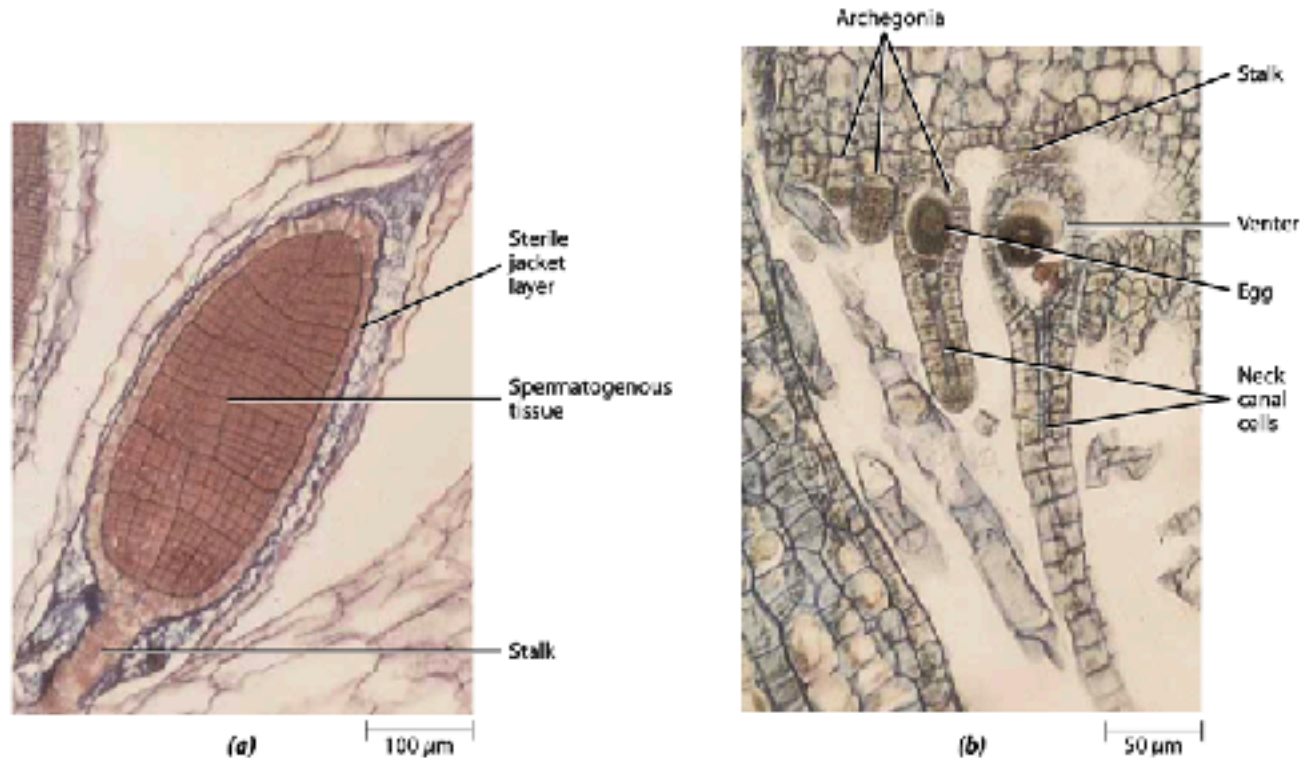 Sterile
jacket
layer
Spermatogenous
tissue
Stalk
100 µm
(a)
Archegonia
Stalk
Venter
Egg
Neck
canal
cells
50 µm
(b)